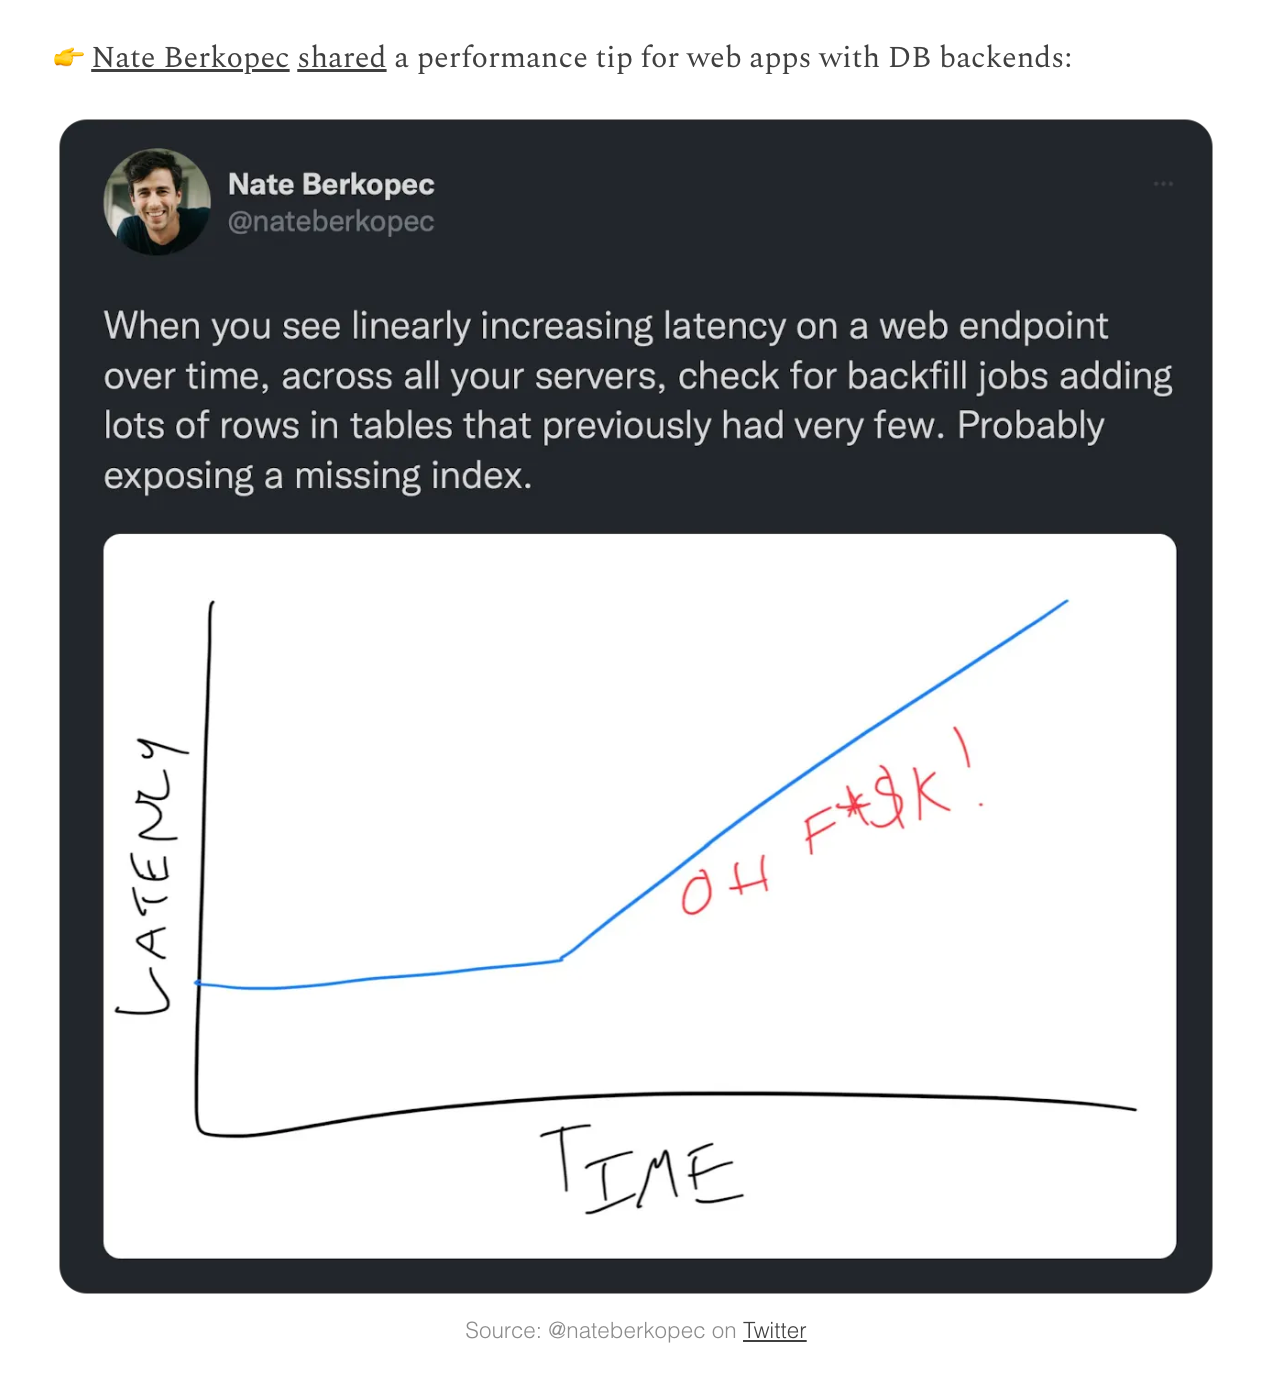 👉 Nate Berkopec shared a performance tip for web apps with DB backends:
Nate Berkopec
@nateberkopec
...
When you see linearly increasing latency on a web endpoint
over time, across all your servers, check for backfill jobs adding
lots of rows in tables that previously had very few. Probably
exposing a missing index.
LATENCY
OH F*$K!
TIME
Source: @nateberkopec on Twitter